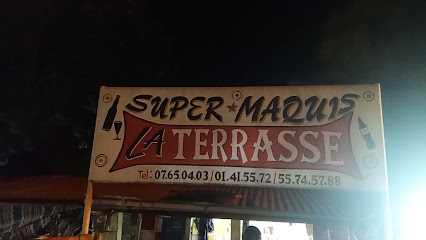 SUPER ★ MAQUIS
LA TERRASSE
Tel: 07.65.04.03 / 01.41.55.72 / 55.74.57.88